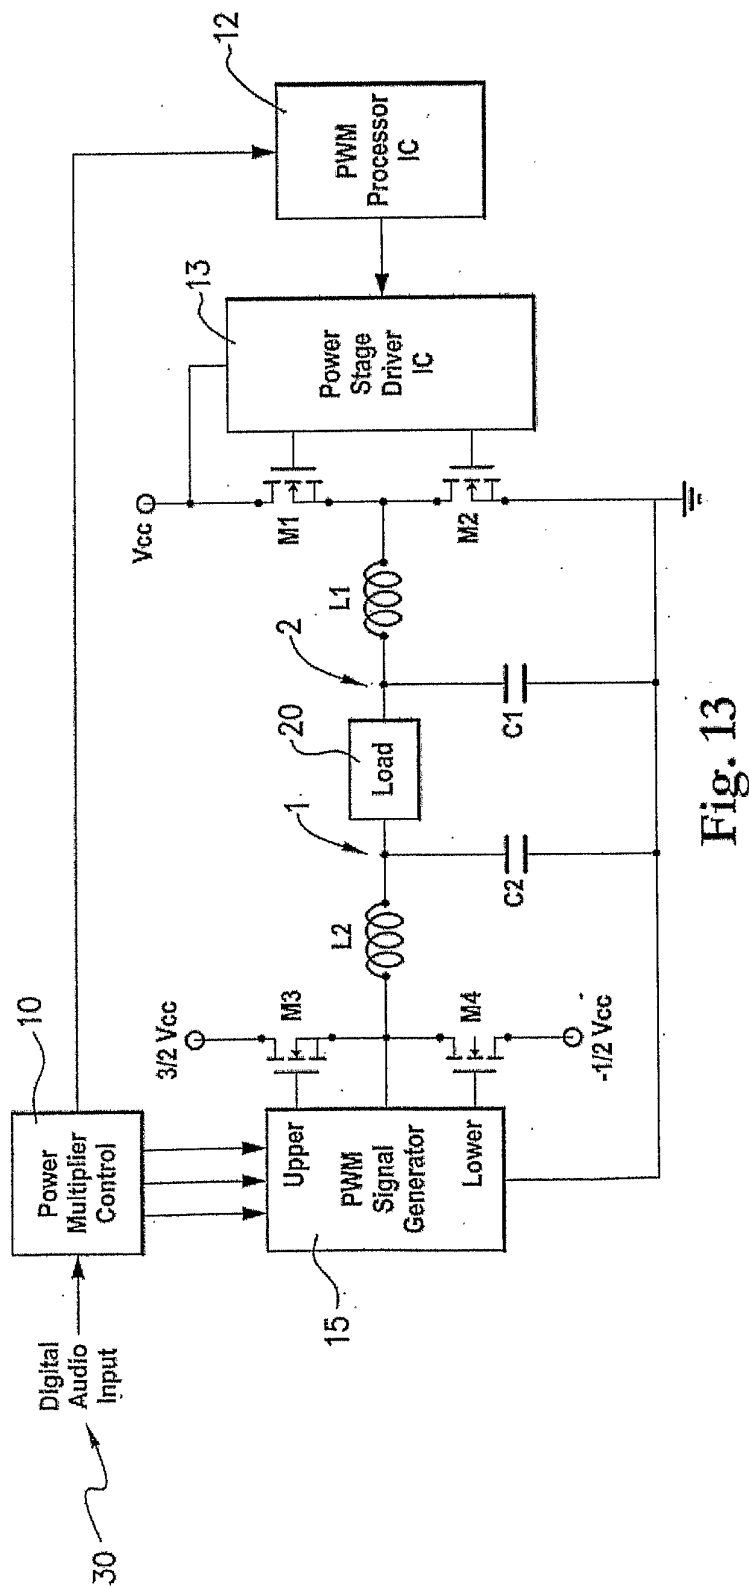 30
Digital
Audio
Input
10
Power
Multiplier
Control
15
Upper
PWM
Signal
Generator
Lower
3/2 Vcc
M3
M4
-1/2 Vcc
L2
1
C2
20
Load
2
C1
L1
Vcc
M1
M2
13
Power
Stage
Driver
IC
12
PWM
Processor
IC
Fig. 13